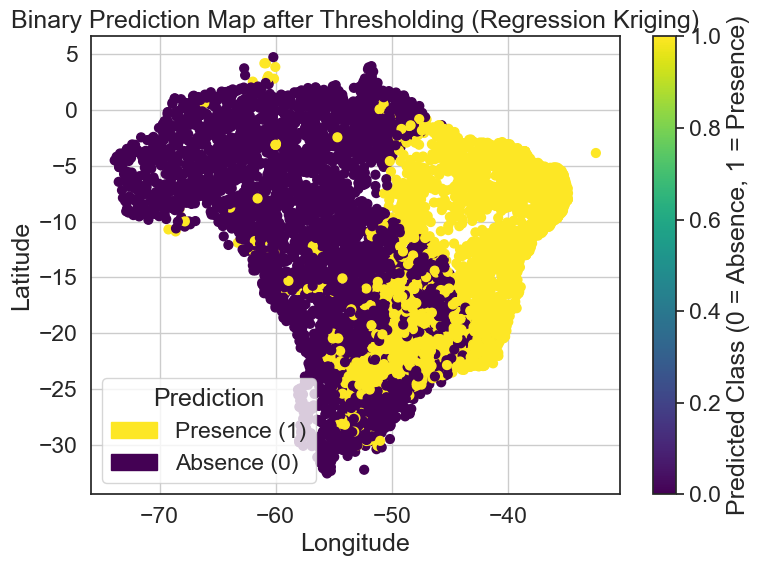 Binary Prediction Map after Thresholding (Regression Kriging)
5
0
−5
−10
−15
−20
−25
−30
Latitude
−70
−60
−50
−40
Longitude
Prediction
Presence (1)
Absence (0)
1.0
0.8
0.6
0.4
0.2
0.0
Predicted Class (0 = Absence, 1 = Presence)